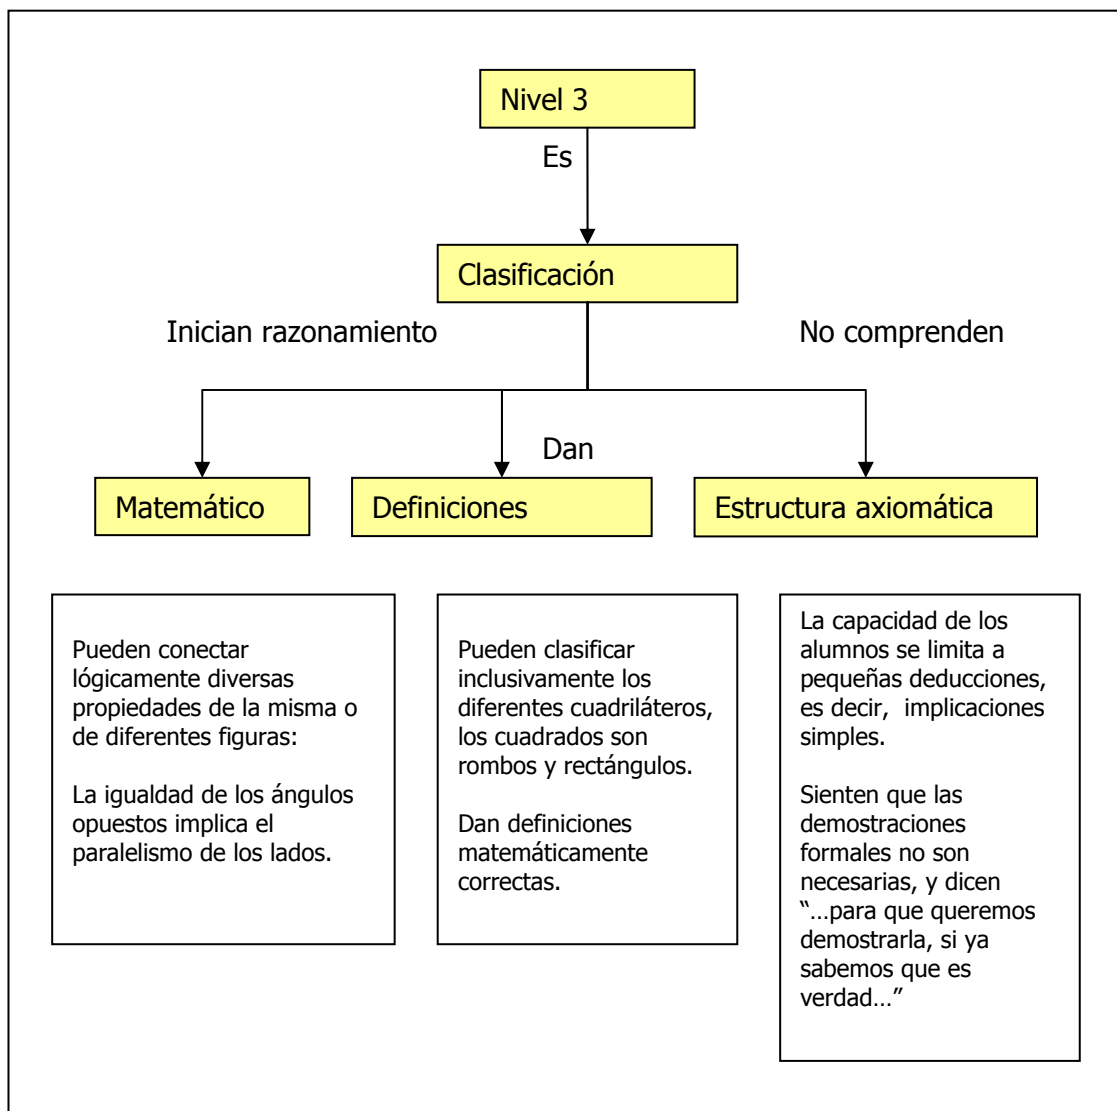 Nivel 3
Es
Clasificación
Inician razonamiento
No comprenden
Dan
Matemático
Definiciones
Estructura axiomática
Pueden conectar
lógicamente diversas
propiedades de la misma o
de diferentes figuras:
La igualdad de los ángulos
opuestos implica el
paralelismo de los lados.
Pueden clasificar
inclusivamente los
diferentes cuadriláteros,
los cuadrados son
rombos y rectángulos.
Dan definiciones
matemáticamente
correctas.
La capacidad de los
alumnos se limita a
pequeñas deducciones,
es decir,  implicaciones
simples.
Sienten que las
demostraciones
formales no son
necesarias, y dicen
“…para que queremos
demostrarla, si ya
sabemos que es
verdad…”